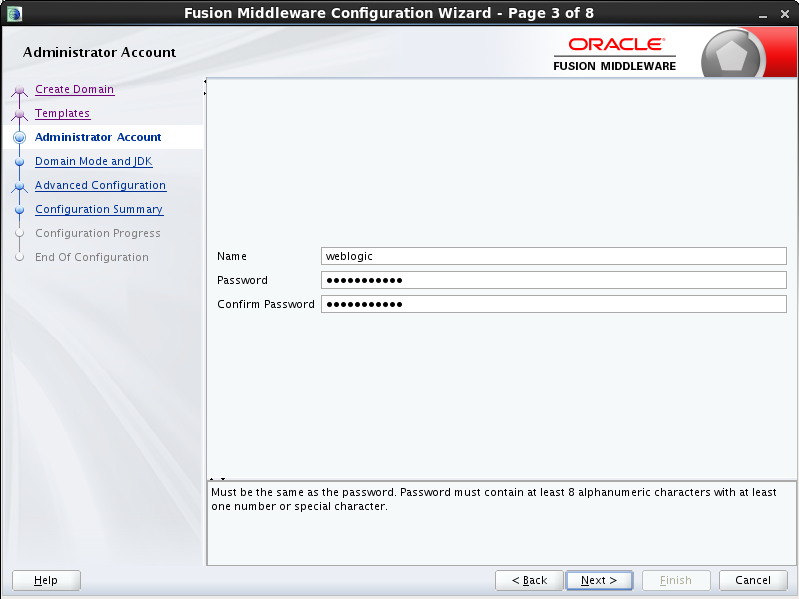 Fusion Middleware Configuration Wizard - Page 3 of 8
Administrator Account
ORACLE
FUSION MIDDLEWARE
Create Domain
Templates
Administrator Account
Domain Mode and JDK
Advanced Configuration
Configuration Summary
Configuration Progress
End Of Configuration
Name
weblogic
Password
●●●●●●●●●●●
Confirm Password
●●●●●●●●●●●
Must be the same as the password. Password must contain at least 8 alphanumeric characters with at least
one number or special character.
Help
< Back
Next >
Finish
Cancel